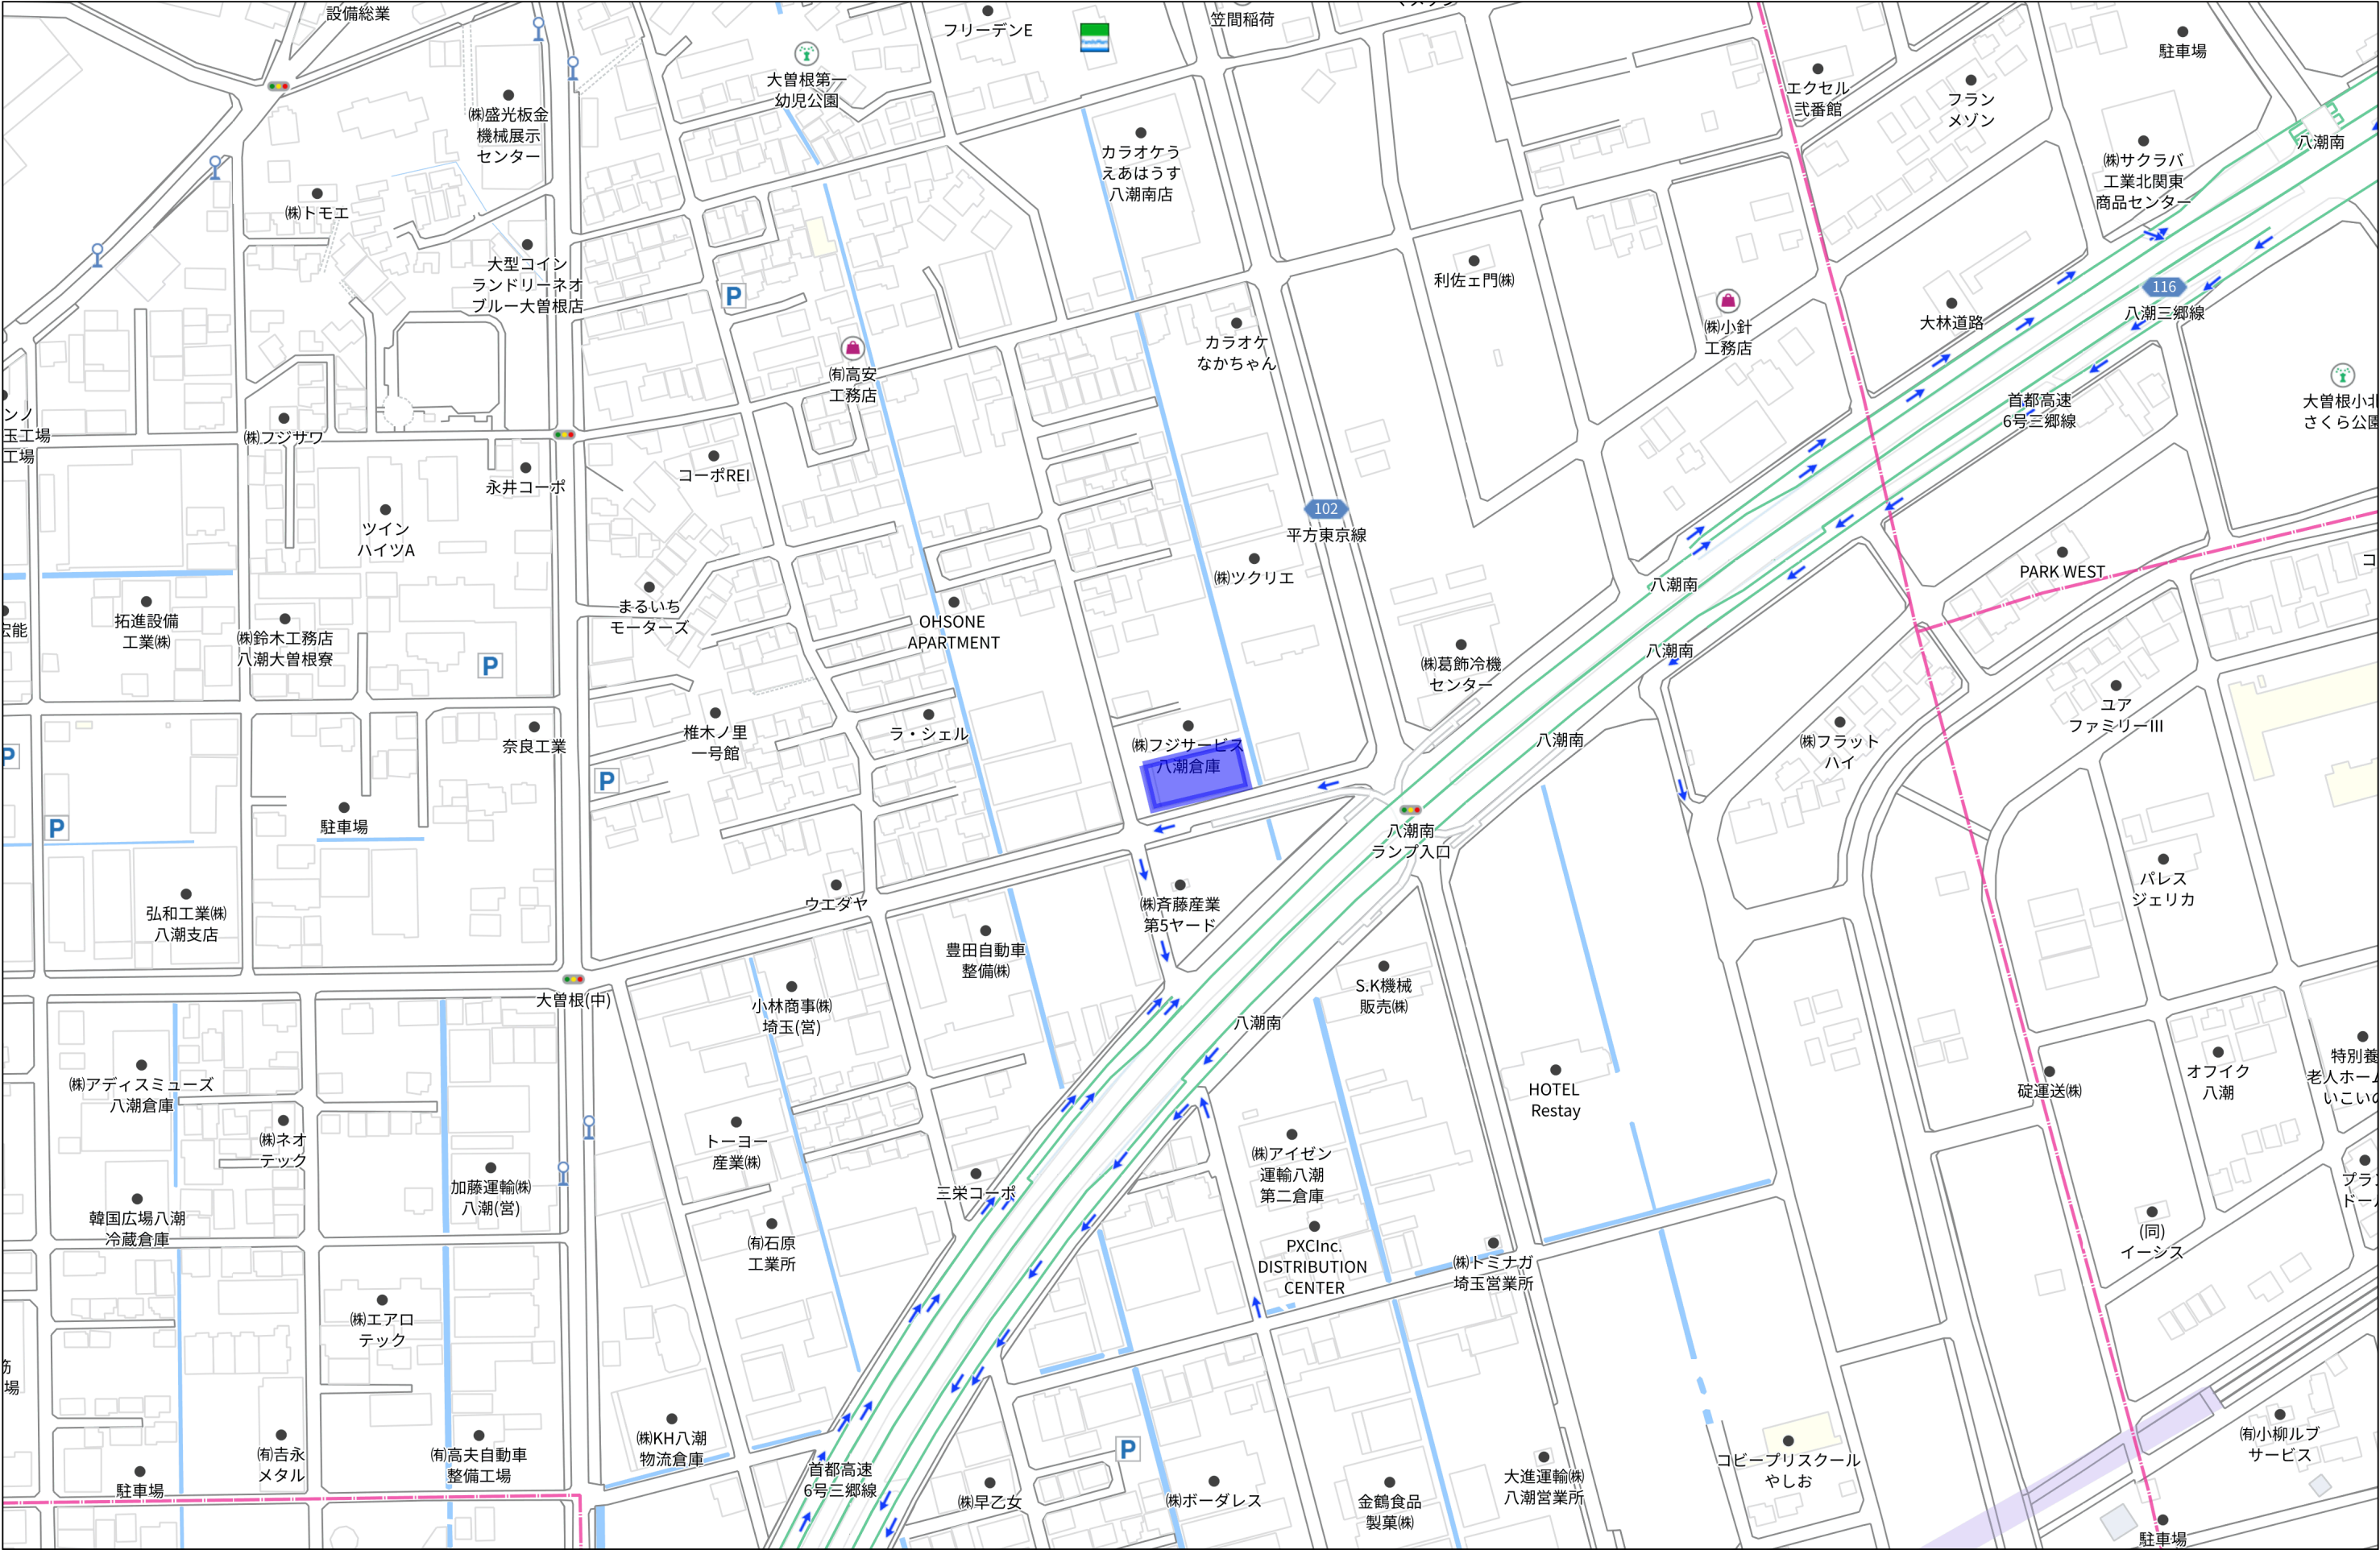 設備総業
フリーデンE
FamilyMart
笠間稲荷
駐車場
大曽根第一
幼児公園
エクセル
弐番館
フラン
メゾン
㈱盛光板金
機械展示
センター
カラオケう
えあはうす
八潮南店
八潮南
㈱サクラバ
工業北関東
商品センター
㈱トモエ
大型コイン
ランドリーネオ
ブルー大曽根店
P
利佐ェ門㈱
116
八潮三郷線
大林道路
㈱小針
工務店
カラオケ
なかちゃん
㈲高安
工務店
首都高速
6号三郷線
大曽根小北
さくら公園
ンノ
玉工場
工場
㈱フジサワ
永井コーポ
コーポREI
ツイン
ハイツA
102
平方東京線
㈱ツクリエ
八潮南
PARK WEST
コ
宏能
拓進設備
工業㈱
㈱鈴木工務店
八潮大曽根寮
P
まるいち
モーターズ
OHSONE
APARTMENT
㈱葛飾冷機
センター
八潮南
ユア
ファミリーⅢ
P
奈良工業
椎木ノ里
一号館
ラ・シェル
㈱フジサービス
八潮倉庫
八潮南
㈱フラット
ハイ
P
P
駐車場
八潮南
ランプ入口
弘和工業㈱
八潮支店
ウエダヤ
㈱斉藤産業
第5ヤード
パレス
ジェリカ
豊田自動車
整備㈱
S.K機械
販売㈱
大曽根(中)
小林商事㈱
埼玉(営)
八潮南
㈱アディスミューズ
八潮倉庫
HOTEL
Restay
碇運送㈱
オフイク
八潮
特別養
老人ホーム
いこいの
㈱ネオ
テック
トーヨー
産業㈱
㈱アイゼン
運輸八潮
第二倉庫
加藤運輸㈱
八潮(営)
三栄コーポ
プラ
ドー
韓国広場八潮
冷蔵倉庫
㈲石原
工業所
PXCInc.
DISTRIBUTION
CENTER
㈱トミナガ
埼玉営業所
(同)
イーシス
㈱エアロ
テック
場
㈲吉永
メタル
㈲高夫自動車
整備工場
㈱KH八潮
物流倉庫
P
㈲小柳ルブ
サービス
コビープリスクール
やしお
駐車場
首都高速
6号三郷線
㈱早乙女
㈱ボーダレス
金鶴食品
製菓㈱
大進運輸㈱
八潮営業所
駐車場